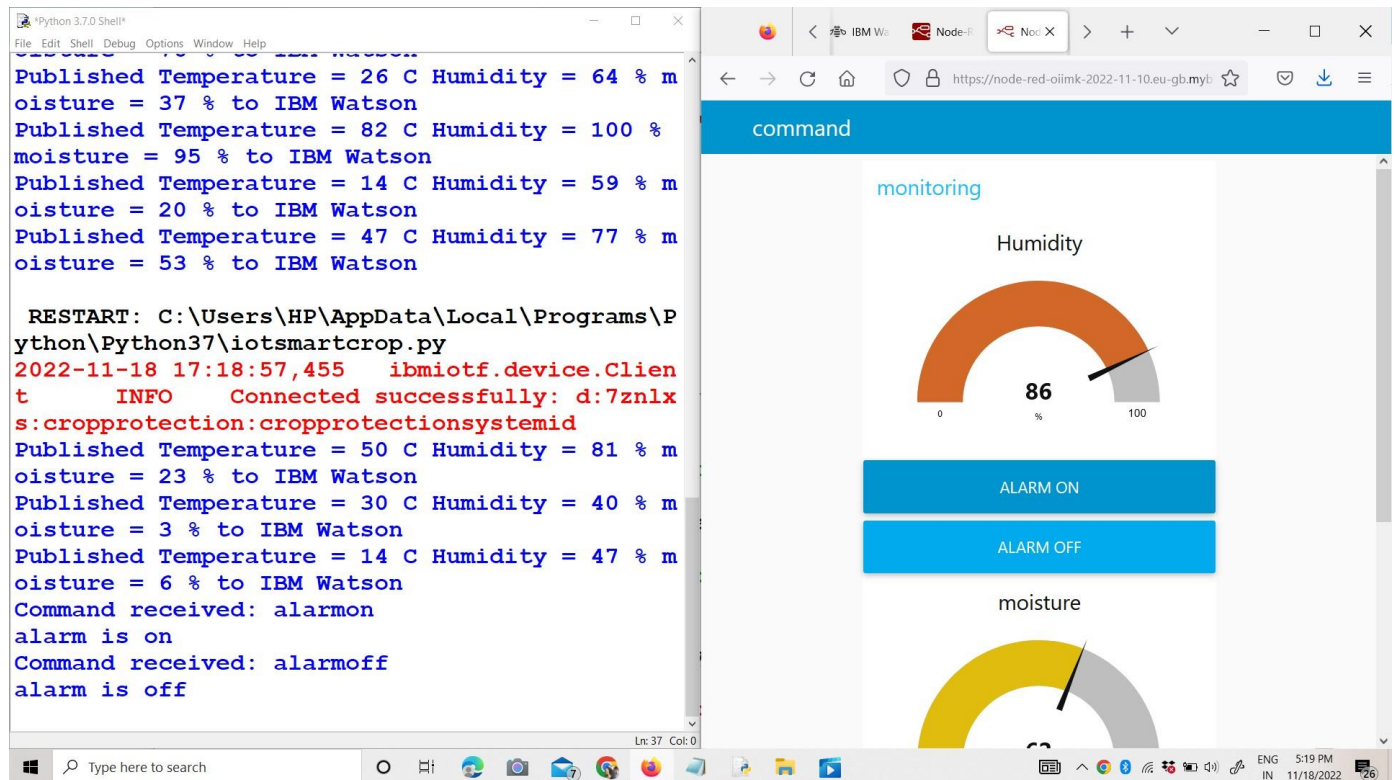 *Python 3.7.0 Shell*
File Edit Shell Debug Options Window Help
Published Temperature = 26 C Humidity = 64 % m
oisture = 37 % to IBM Watson
Published Temperature = 82 C Humidity = 100 %
moisture = 95 % to IBM Watson
Published Temperature = 14 C Humidity = 59 % m
oisture = 20 % to IBM Watson
Published Temperature = 47 C Humidity = 77 % m
oisture = 53 % to IBM Watson
RESTART: C:\Users\HP\AppData\Local\Programs\P
ython\Python37\iotsmartcrop.py
2022-11-18 17:18:57,455 ibmiotf.device.Clien
t INFO Connected successfully: d:7znlx
s:cropprotection:cropprotectionsystemid
Published Temperature = 50 C Humidity = 81 % m
oisture = 23 % to IBM Watson
Published Temperature = 30 C Humidity = 40 % m
oisture = 3 % to IBM Watson
Published Temperature = 14 C Humidity = 47 % m
oisture = 6 % to IBM Watson
Command received: alarmon
alarm is on
Command received: alarmoff
alarm is off
Ln: 37 Col: 0
IBM Wa Node-R Nod
https://node-red-oiimk-2022-11-10.eu-gb.myb
command
monitoring
Humidity
86
0 % 100
ALARM ON
ALARM OFF
moisture
Type here to search
7
ENG 5:19 PM
IN 11/18/2022
26